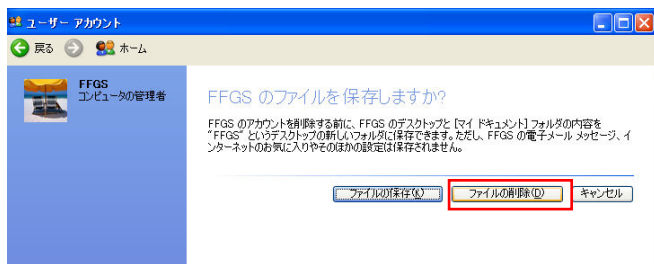 ユーザー アカウント
戻る ホーム
FFGS
コンピュータの管理者
FFGS のファイルを保存しますか?
FFGS のアカウントを削除する前に、FFGS のデスクトップと [マイ ドキュメント] フォルダの内容を
“FFGS” というデスクトップの新しいフォルダに保存できます。ただし、FFGS の電子メール メッセージ、イ
ンターネットのお気に入りやそのほかの設定は保存されません。
ファイルの保存(K) ファイルの削除(D) キャンセル